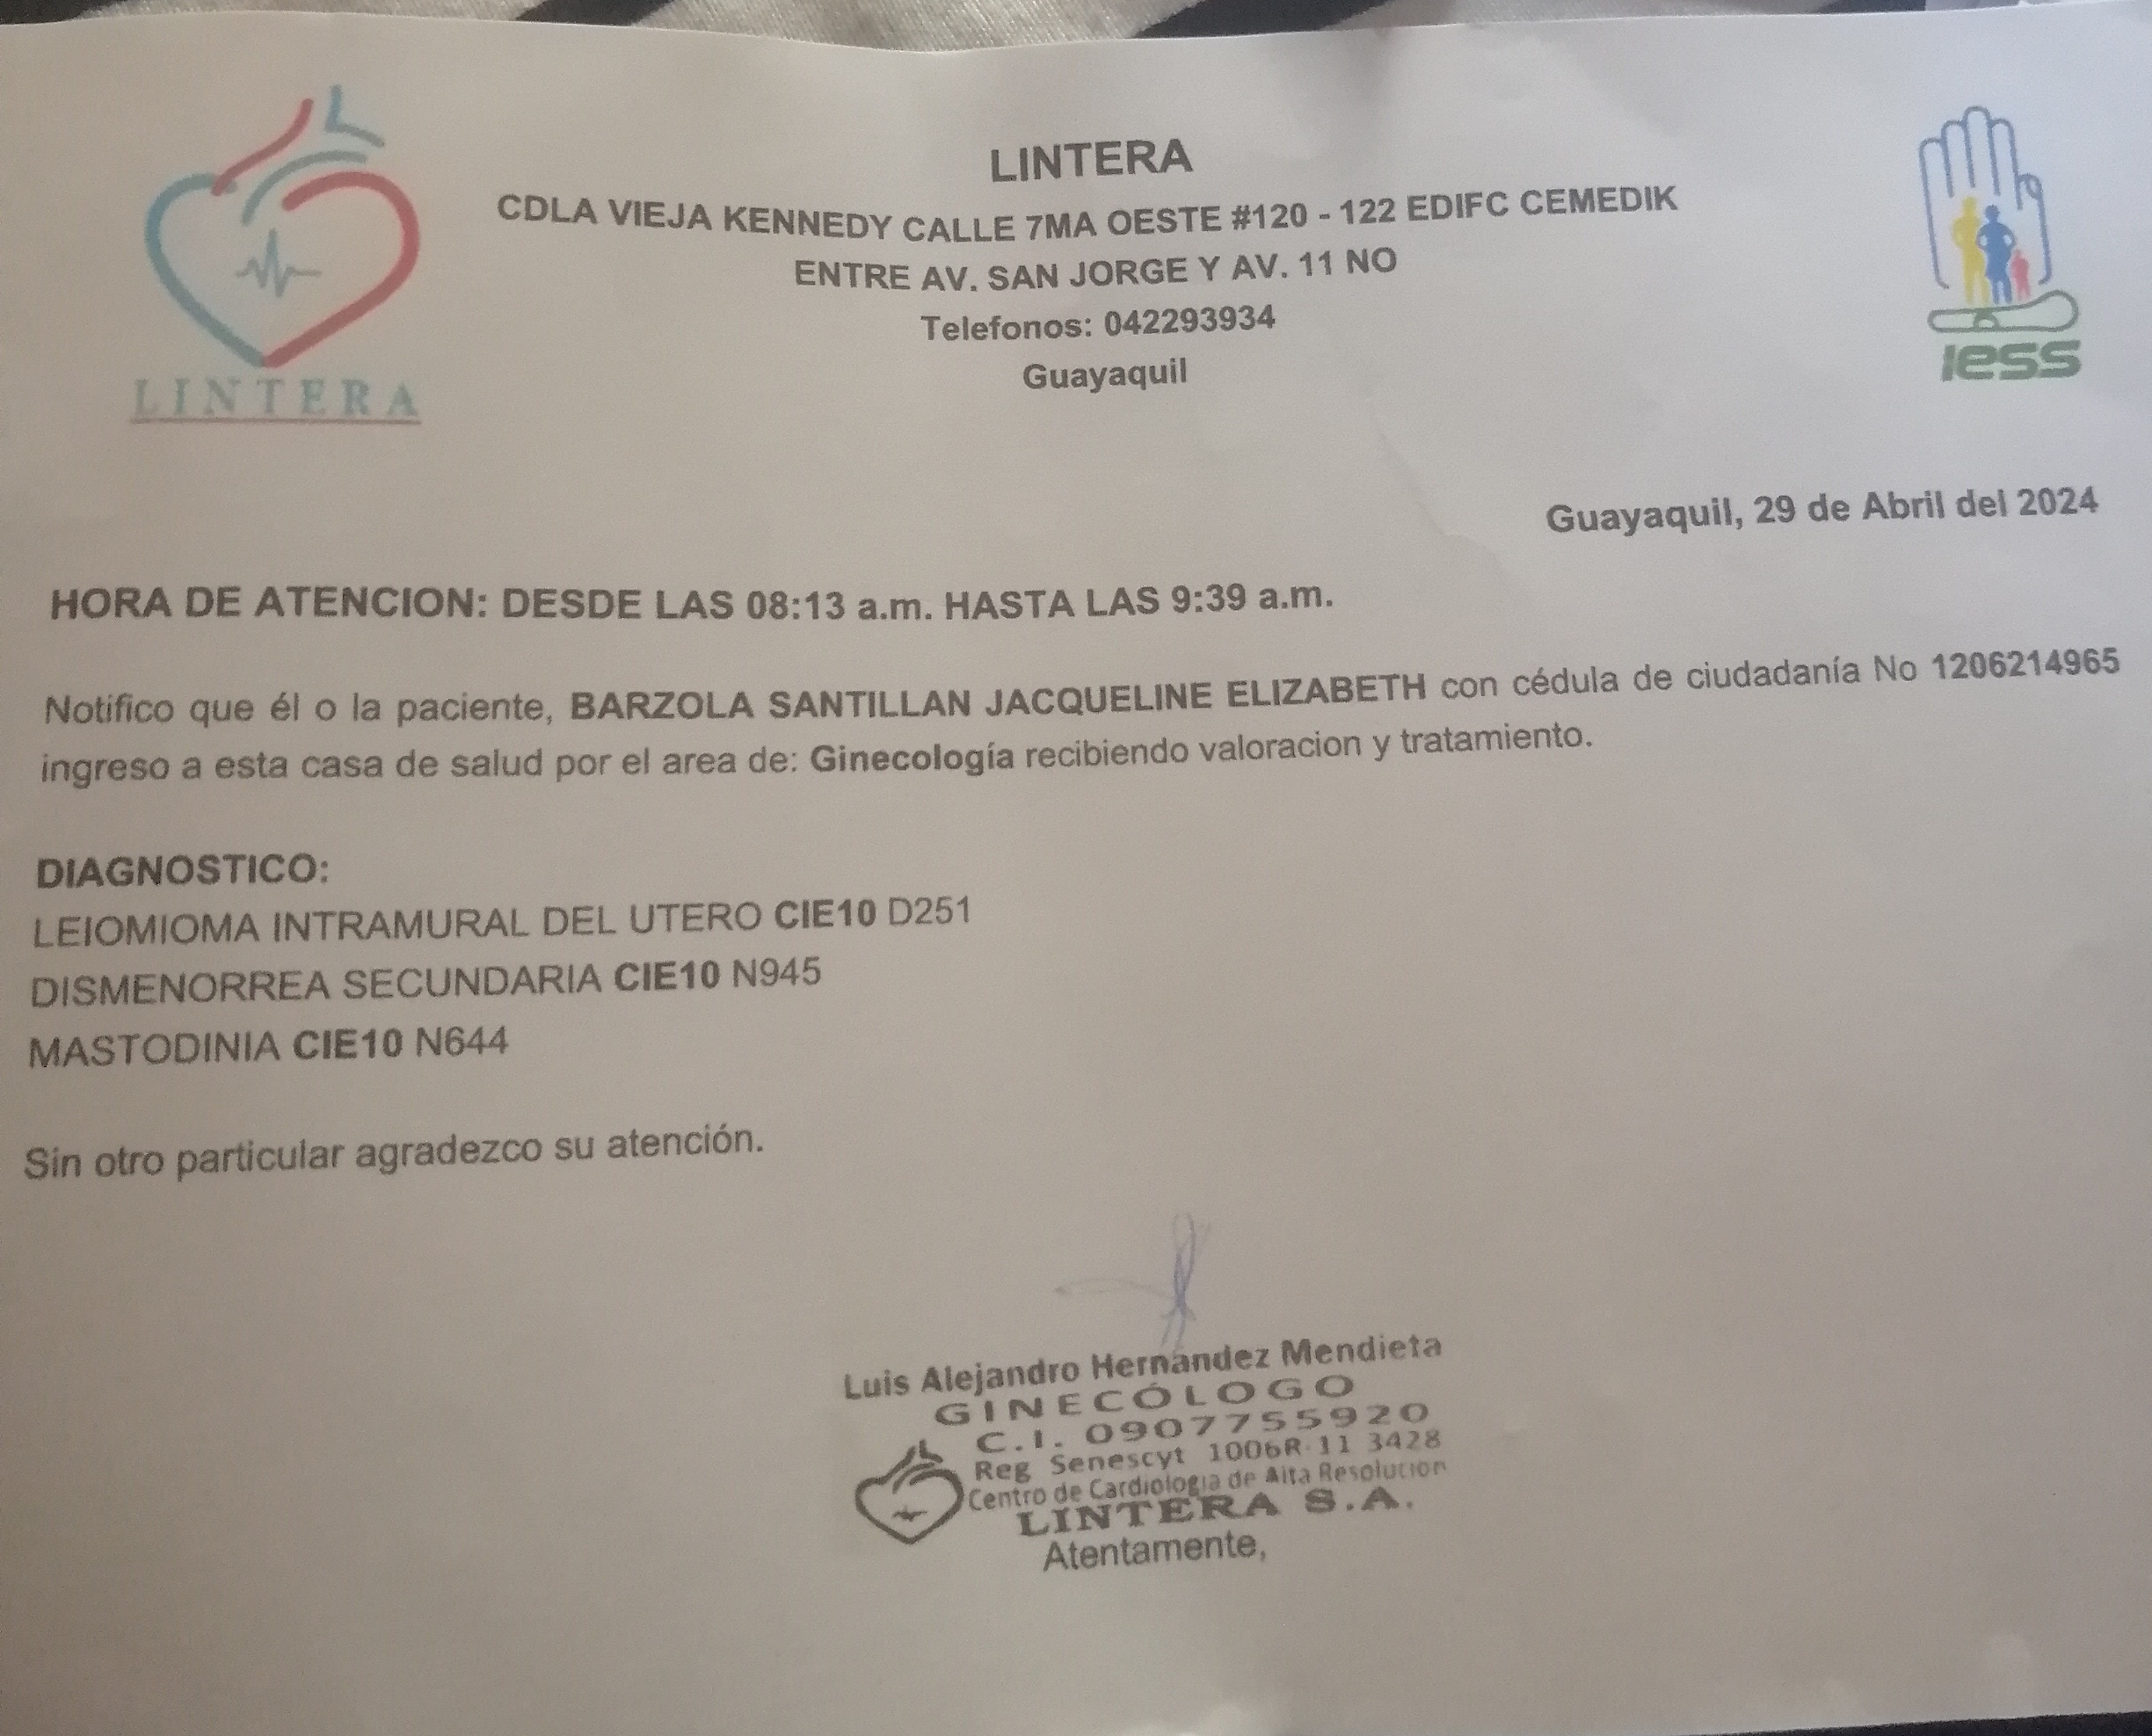 LINTERA
LINTERA
CDLA VIEJA KENNEDY CALLE 7MA OESTE #120 - 122 EDIFC CEMEDIK
ENTRE AV. SAN JORGE Y AV. 11 NO
Telefonos: 042293934
Guayaquil
iess
Guayaquil, 29 de Abril del 2024
HORA DE ATENCION: DESDE LAS 08:13 a.m. HASTA LAS 9:39 a.m.
Notifico que él o la paciente, BARZOLA SANTILLAN JACQUELINE ELIZABETH con cédula de ciudadanía No 1206214965
ingreso a esta casa de salud por el area de: Ginecología recibiendo valoracion y tratamiento.
DIAGNOSTICO:
LEIOMIOMA INTRAMURAL DEL UTERO CIE10 D251
DISMENORREA SECUNDARIA CIE10 N945
MASTODINIA CIE10 N644
Sin otro particular agradezco su atención.
Luis Alejandro Hernandez Mendieta
GINECÓLOGO
C.I. 0907755920
Reg Senescyt 1006R-11 3428
Centro de Cardiologia de Alta Resolucion
LINTERA S.A.
Atentamente,